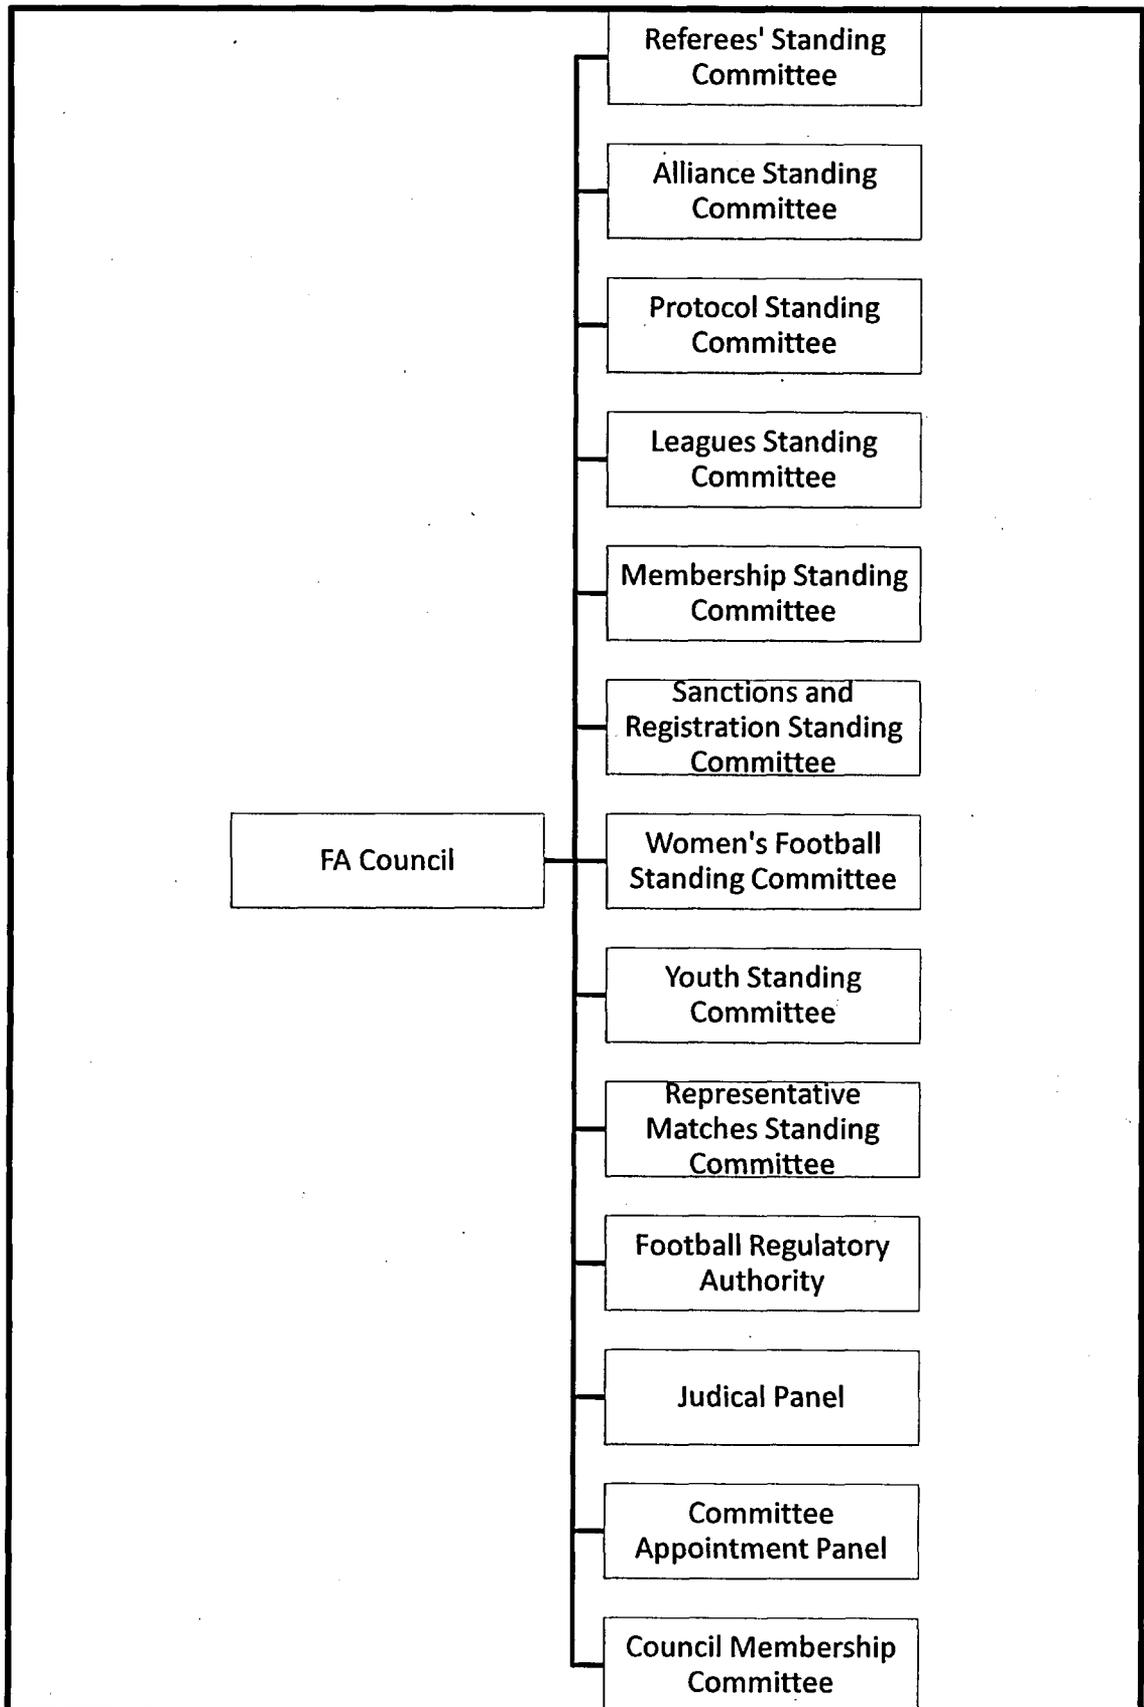 Referees' Standing
Committee
Alliance Standing
Committee
Protocol Standing
Committee
Leagues Standing
Committee
Membership Standing
Committee
Sanctions and
Registration Standing
Committee
FA Council
Women's Football
Standing Committee
Youth Standing
Committee
Representative
Matches Standing
Committee
Football Regulatory
Authority
Judical Panel
Committee
Appointment Panel
Council Membership
Committee